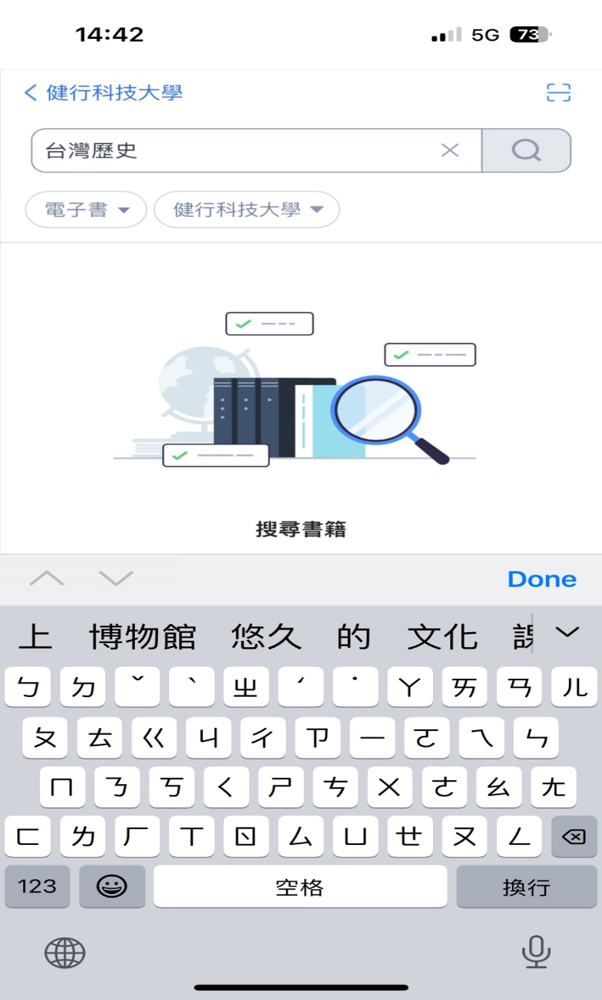 14:42 5G 73
健行科技大學
台灣歷史
電子書 健行科技大學
搜尋書籍
Done
上 博物館 悠久 的 文化
ㄅ ㄉ ˇ ˋ ㄓ ˊ ˙ ㄚ ㄞ ㄢ ㄦ
ㄆ ㄊ ㄍ ㄐ ㄔ ㄗ ㄧ ㄛ ㄟ ㄣ
ㄇ ㄋ ㄎ ㄑ ㄕ ㄘ ㄨ ㄜ ㄠ ㄤ
ㄈ ㄌ ㄏ ㄒ ㄖ ㄙ ㄩ ㄝ ㄡ ㄥ
123 空格 換行